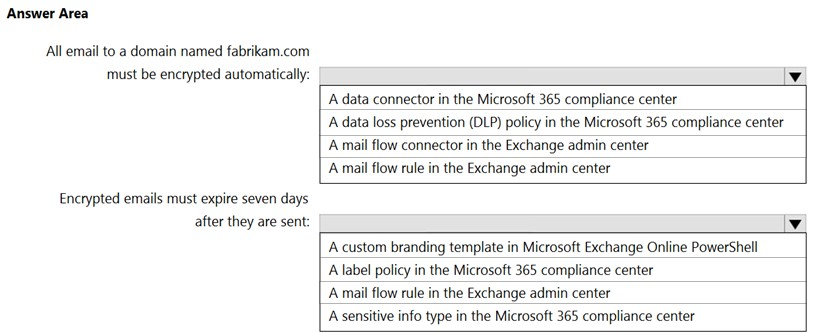 Answer Area
All email to a domain named fabrikam.com
must be encrypted automatically:
A data connector in the Microsoft 365 compliance center
A data loss prevention (DLP) policy in the Microsoft 365 compliance center
A mail flow connector in the Exchange admin center
A mail flow rule in the Exchange admin center
Encrypted emails must expire seven days
after they are sent:
A custom branding template in Microsoft Exchange Online PowerShell
A label policy in the Microsoft 365 compliance center
A mail flow rule in the Exchange admin center
A sensitive info type in the Microsoft 365 compliance center